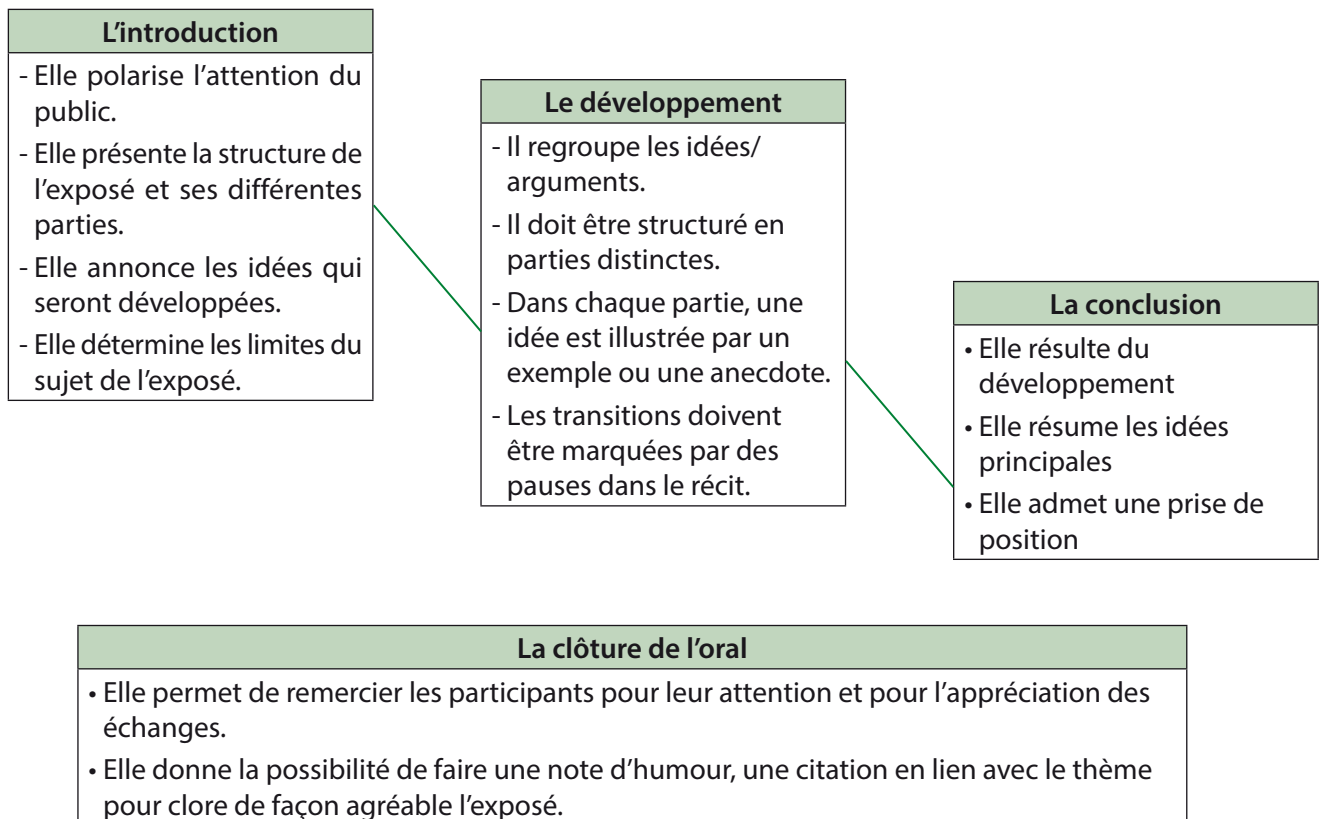 L’introduction
- Elle polarise l’attention du
public.
- Elle présente la structure de
l’exposé et ses différentes
parties.
- Elle annonce les idées qui
seront développées.
- Elle détermine les limites du
sujet de l’exposé.
Le développement
- Il regroupe les idées/
arguments.
- Il doit être structuré en
parties distinctes.
- Dans chaque partie, une
idée est illustrée par un
exemple ou une anecdote.
- Les transitions doivent
être marquées par des
pauses dans le récit.
La conclusion
• Elle résulte du
développement
• Elle résume les idées
principales
• Elle admet une prise de
position
La clôture de l’oral
• Elle permet de remercier les participants pour leur attention et pour l’appréciation des
échanges.
• Elle donne la possibilité de faire une note d’humour, une citation en lien avec le thème
pour clore de façon agréable l’exposé.